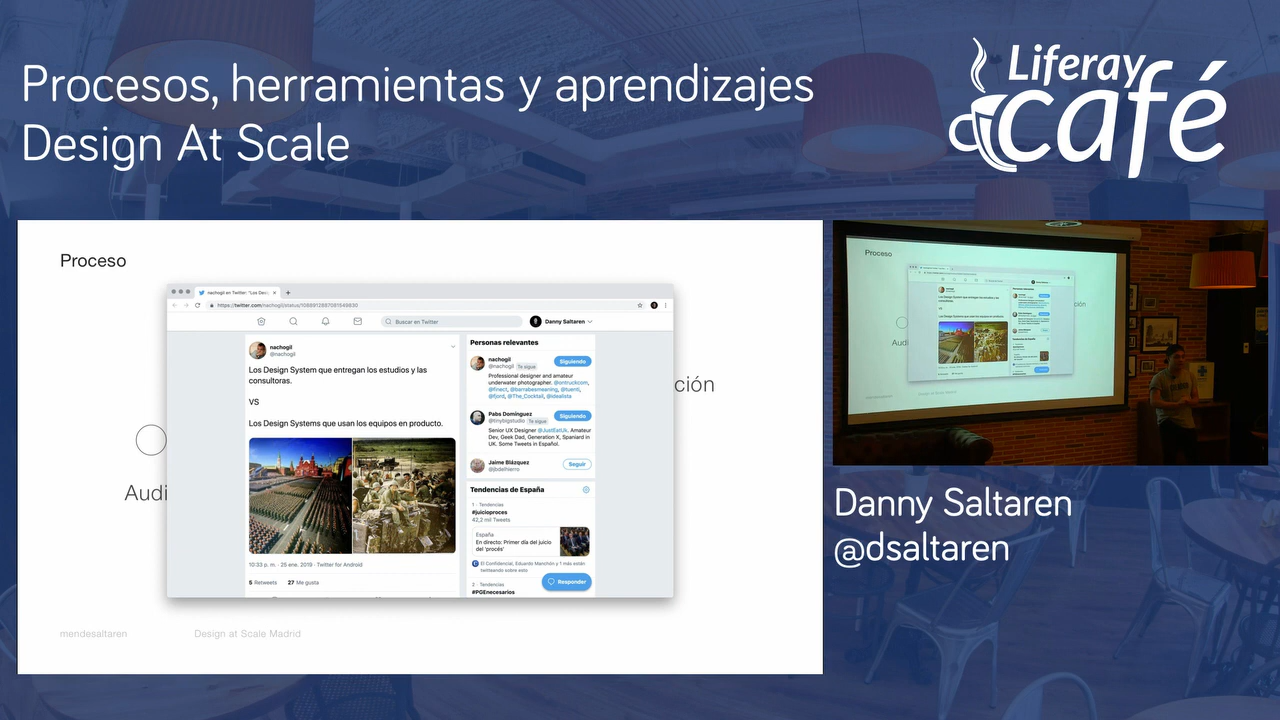 Procesos, herramientas y aprendizajes
Design At Scale
Liferay
café
Proceso
nachogil en Twitter: "Los Desig
https://twitter.com/nachogil/status/1088912887091649830
Buscar en Twitter
Danny Saltaren
nachogil
@nachogil
Los Design System que entregan los estudios y las
consultoras.
VS
Los Design Systems que usan los equipos en producto.
10:33 p. m. · 25 ene. 2019 · Twitter for Android
5 Retweets 27 Me gusta
Personas relevantes
nachogil
@nachogil Te sigue
Siguiendo
Professional designer and amateur
underwater photographer. @ontruckcom,
@finect, @barrabesmeaning, @tuenti,
@fjord, @The_Cocktail, @idealista
Pabs Domínguez
@tinybigstudio Te sigue
Siguiendo
Senior UX Designer @JustEatUk. Amateur
Dev, Geek Dad, Generation X, Spaniard in
UK. Some Tweets in Español.
Jaime Blázquez
@jbdelhierro
Seguir
Tendencias de España
1 · Tendencias
#juicioproces
42,2 mil Tweets
España
En directo: Primer día del juicio
del 'procés'
El Confidencial, Eduardo Manchón y 1 más están
twitteando sobre esto
2 · Tendencias
#PGEnecesarios
Responder
Audi
ción
mendesaltaren
Design at Scale Madrid
Proceso
Audi
ción
Danny Saltaren
@dsaltaren